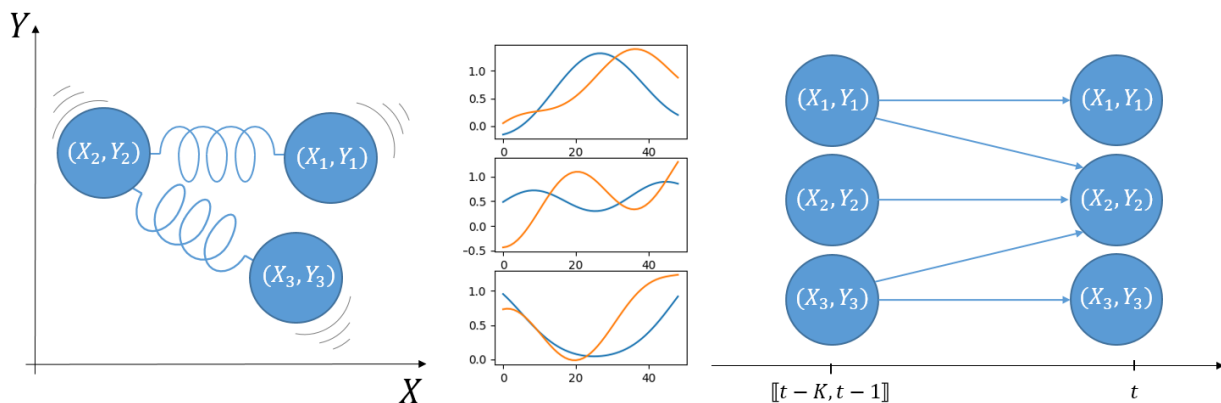 Y
(X₂, Y₂)
(X₁, Y₁)
(X₃, Y₃)
X
1.0
0.5
0.0
0 20 40
1.0
0.5
0.0
-0.5
0 20 40
1.0
0.5
0.0
0 20 40
(X₁, Y₁) (X₁, Y₁)
(X₂, Y₂) (X₂, Y₂)
(X₃, Y₃) (X₃, Y₃)
⟦t − K, t − 1⟧ t